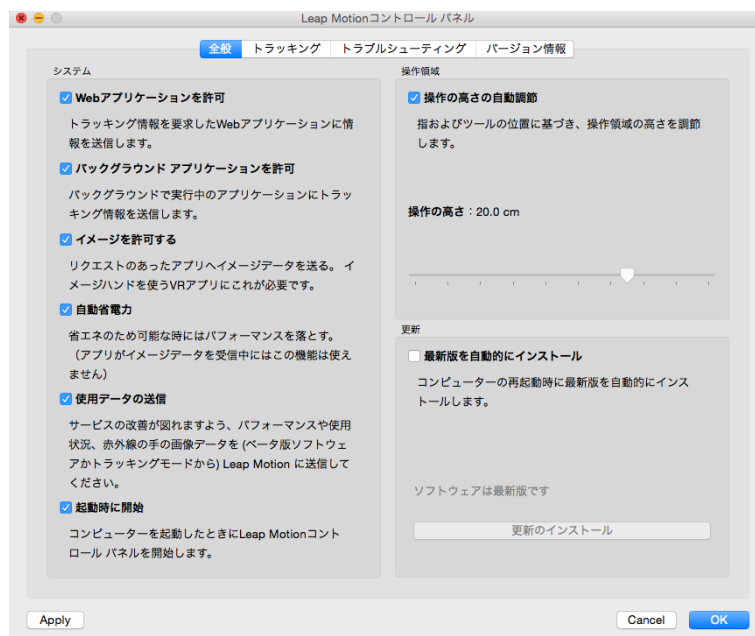 Leap Motionコントロール パネル
全般 トラッキング トラブルシューティング バージョン情報
システム
Webアプリケーションを許可
トラッキング情報を要求したWebアプリケーションに情
報を送信します。
バックグラウンド アプリケーションを許可
バックグラウンドで実行中のアプリケーションにトラッ
キング情報を送信します。
イメージを許可する
リクエストのあったアプリへイメージデータを送る。 イ
メージハンドを使うVRアプリにこれが必要です。
自動省電力
省エネのため可能な時にはパフォーマンスを落とす。
（アプリがイメージデータを受信中にはこの機能は使え
ません）
使用データの送信
サービスの改善が図れますよう、パフォーマンスや使用
状況、赤外線の手の画像データを (ベータ版ソフトウェ
アかトラッキングモードから) Leap Motion に送信して
ください。
起動時に開始
コンピューターを起動したときにLeap Motionコント
ロール パネルを開始します。
操作領域
操作の高さの自動調節
指およびツールの位置に基づき、操作領域の高さを調節
します。
操作の高さ：20.0 cm
更新
最新版を自動的にインストール
コンピューターの再起動時に最新版を自動的にインス
トールします。
ソフトウェアは最新版です
更新のインストール
Apply
Cancel
OK